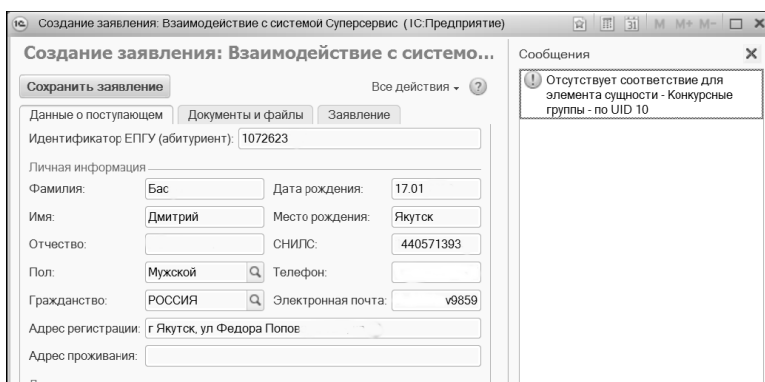 Создание заявления: Взаимодействие с системой Суперсервис (1С:Предприятие)
M M+ M-
Создание заявления: Взаимодействие с системо...
Сохранить заявление
Все действия
Данные о поступающем
Документы и файлы
Заявление
Идентификатор ЕПГУ (абитуриент): 1072623
Личная информация
Фамилия: Бас
Дата рождения: 17.01
Имя: Дмитрий
Место рождения: Якутск
Отчество:
СНИЛС: 440571393
Пол: Мужской
Телефон:
Гражданство: РОССИЯ
Электронная почта: v9859
Адрес регистрации: г Якутск, ул Федора Попов
Адрес проживания:
Сообщения
Отсутствует соответствие для
элемента сущности - Конкурсные
группы - по UID 10